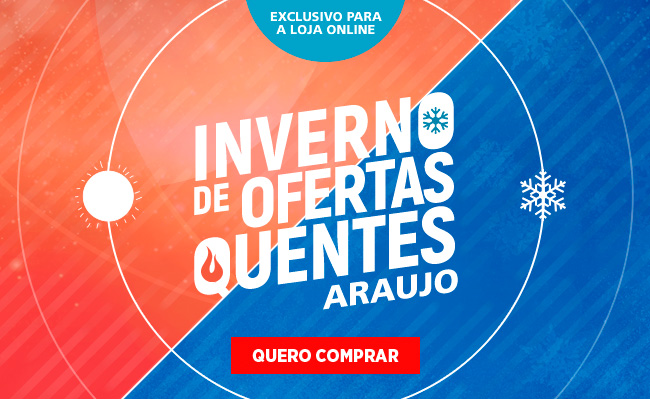 EXCLUSIVO PARA
A LOJA ONLINE
INVERNO
DE OFERTAS
QUENTES
ARAUJO
QUERO COMPRAR